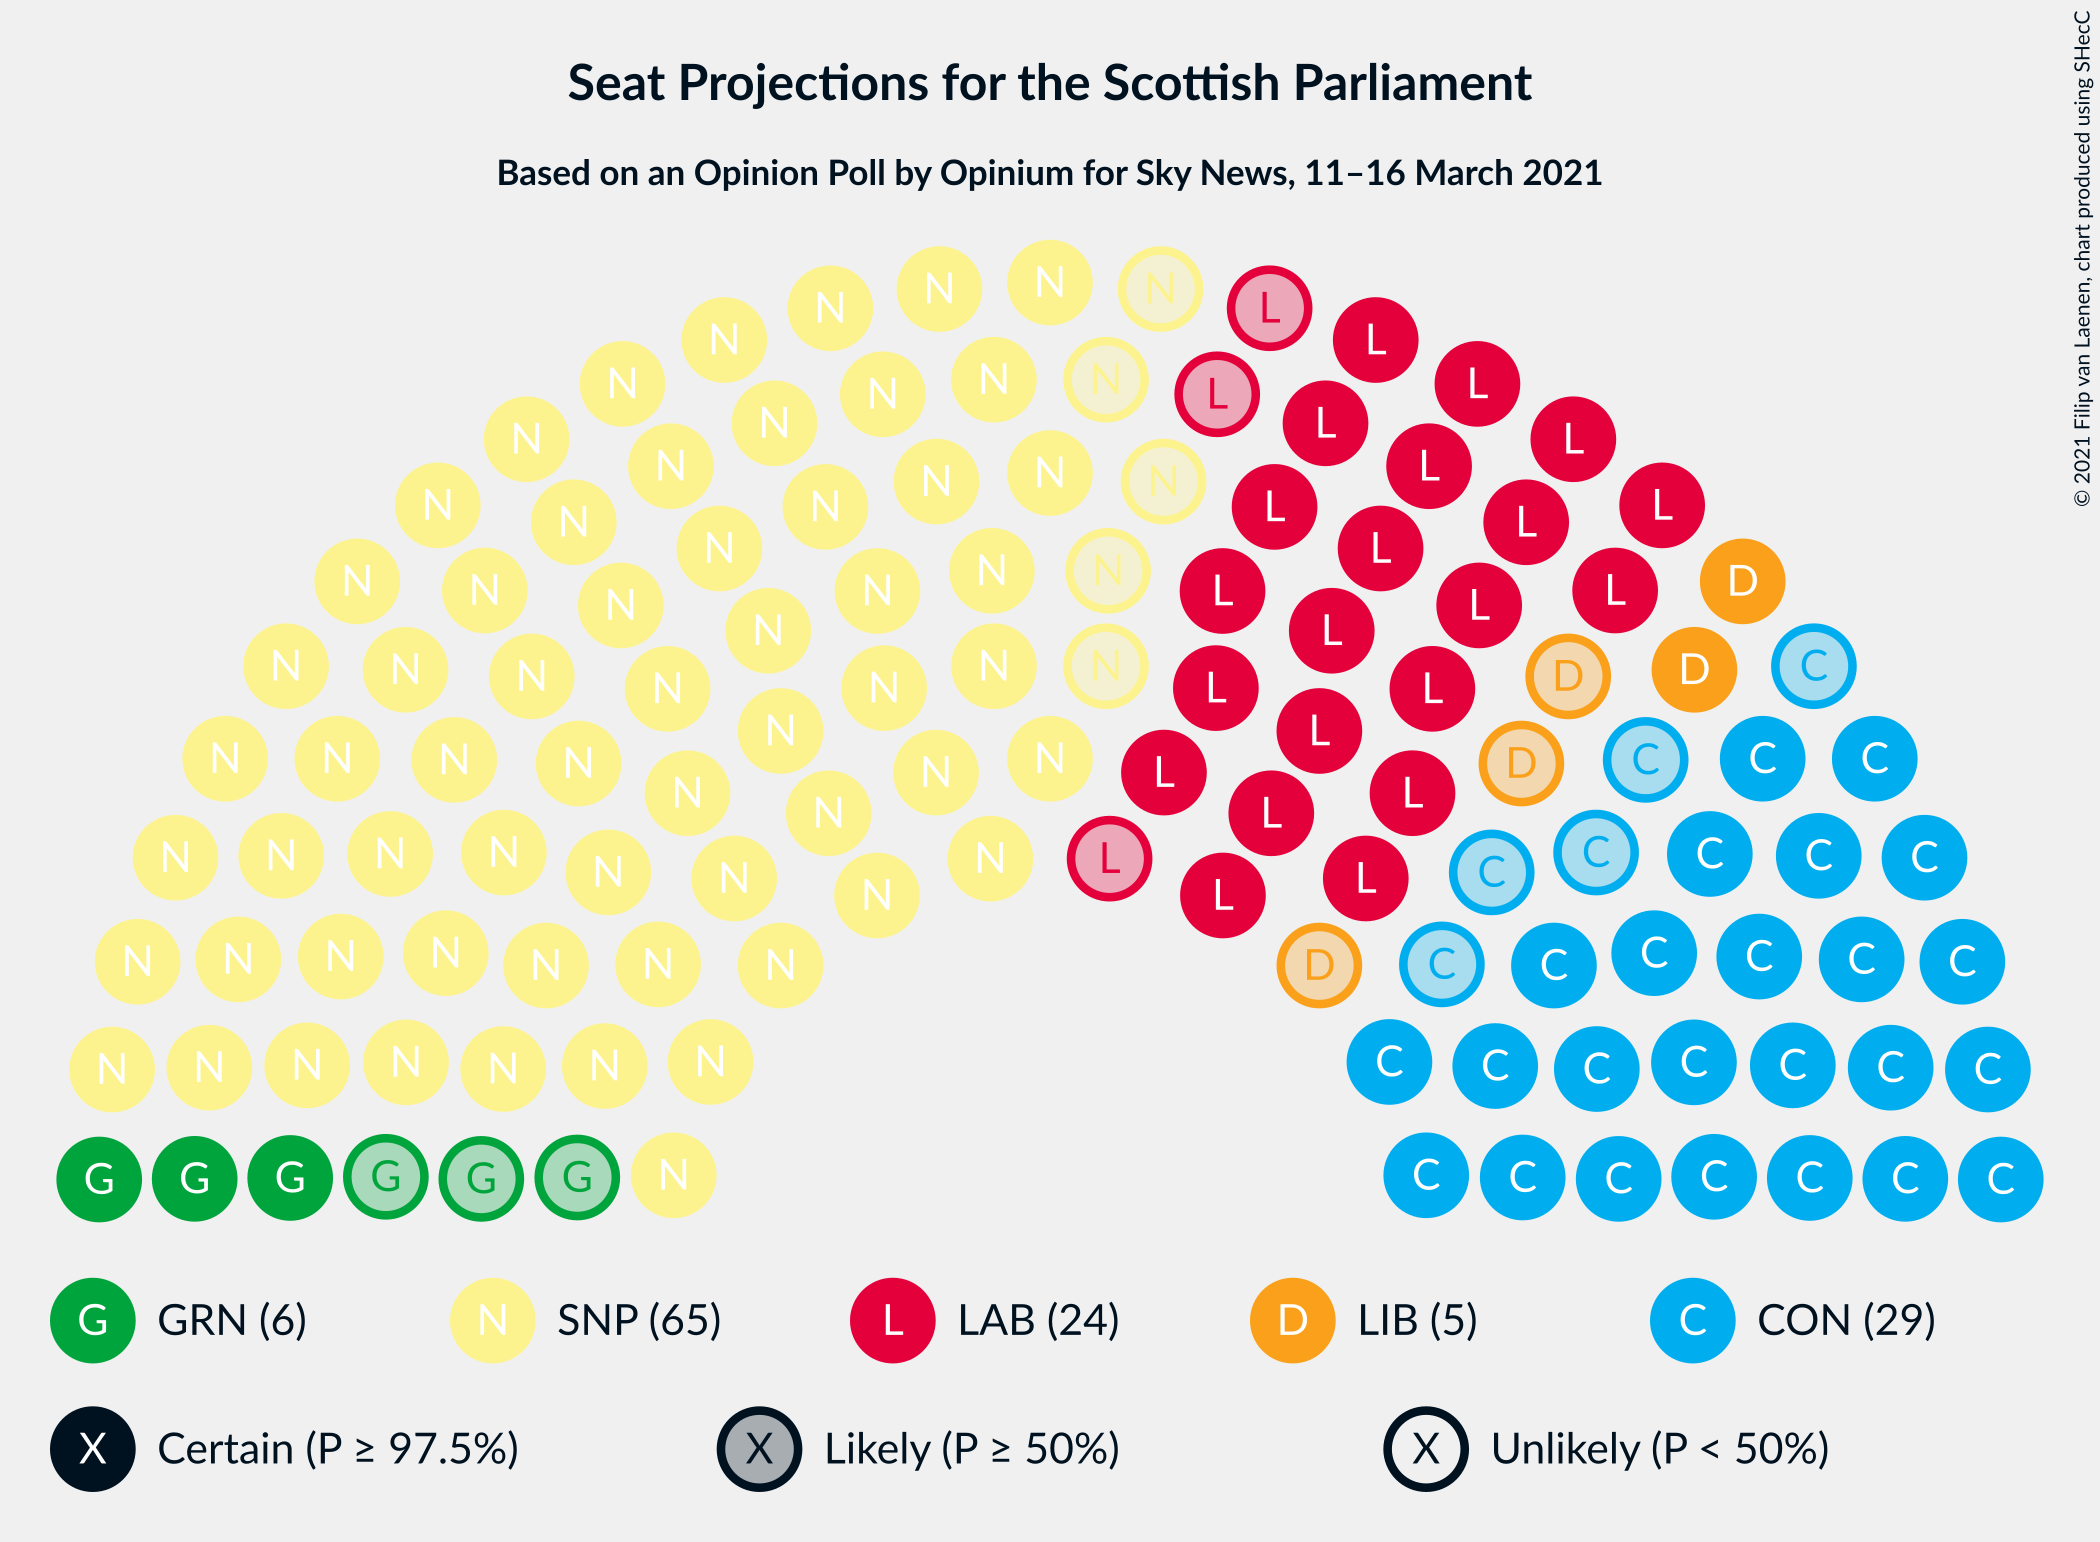 Seat Projections for the Scottish Parliament
Based on an Opinion Poll by Opinium for Sky News, 11–16 March 2021
© 2021 Filip van Laenen, chart produced using SHecC
N N N N L
N L L
N N N N L L
N N L L
N N N N N L L L
N N N L L L
N N N N L L D
N N N L L L
N N N N N N L L D D C
N N N L L L
N N N N N N L L D C C C
N N N L L
N N N N N N N L L C C C C C
N N L
N N N N N N N D C C C C C C
N N N N N N N C C C C C C C
G G G G G G N C C C C C C C
G GRN (6) N SNP (65) L LAB (24) D LIB (5) C CON (29)
X Certain (P ≥ 97.5%) X Likely (P ≥ 50%) X Unlikely (P < 50%)